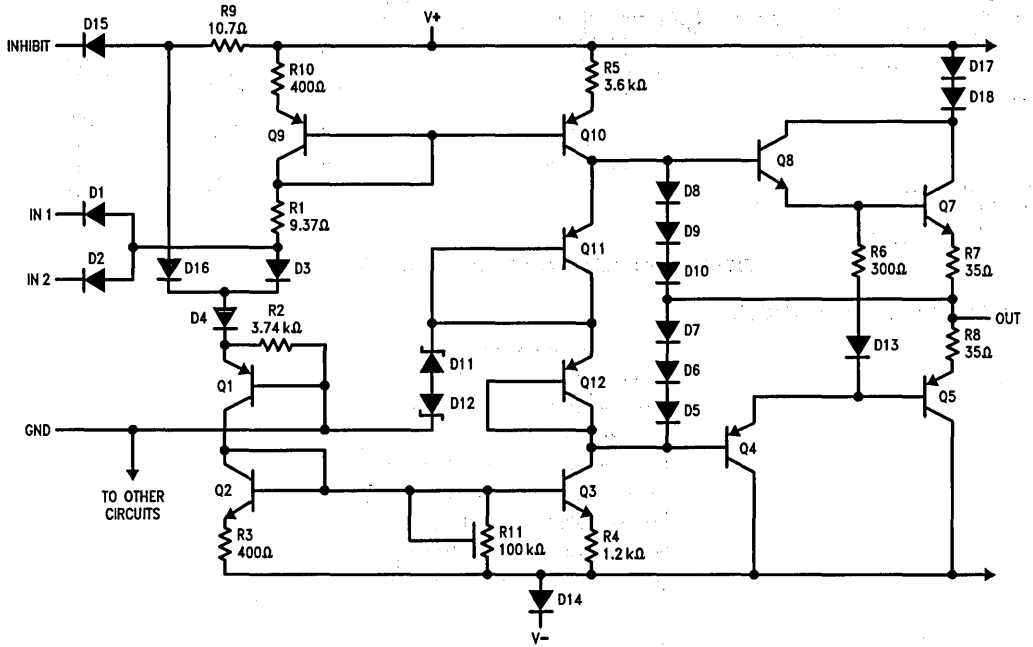 D15
R9
10.7Ω
V+
INHIBIT
R10
400Ω
R5
3.6 kΩ
D17
D18
Q9
Q10
Q8
D1
IN 1
R1
9.37Ω
D8
Q7
D9
Q11
D2
IN 2
D16
D3
D10
R6
300Ω
R7
35Ω
D4
R2
3.74 kΩ
OUT
D7
R8
35Ω
D11
D13
Q1
Q12
D6
D12
D5
Q5
GND
Q4
TO OTHER
CIRCUITS
Q2
Q3
R3
400Ω
R11
100 kΩ
R4
1.2 kΩ
D14
V−